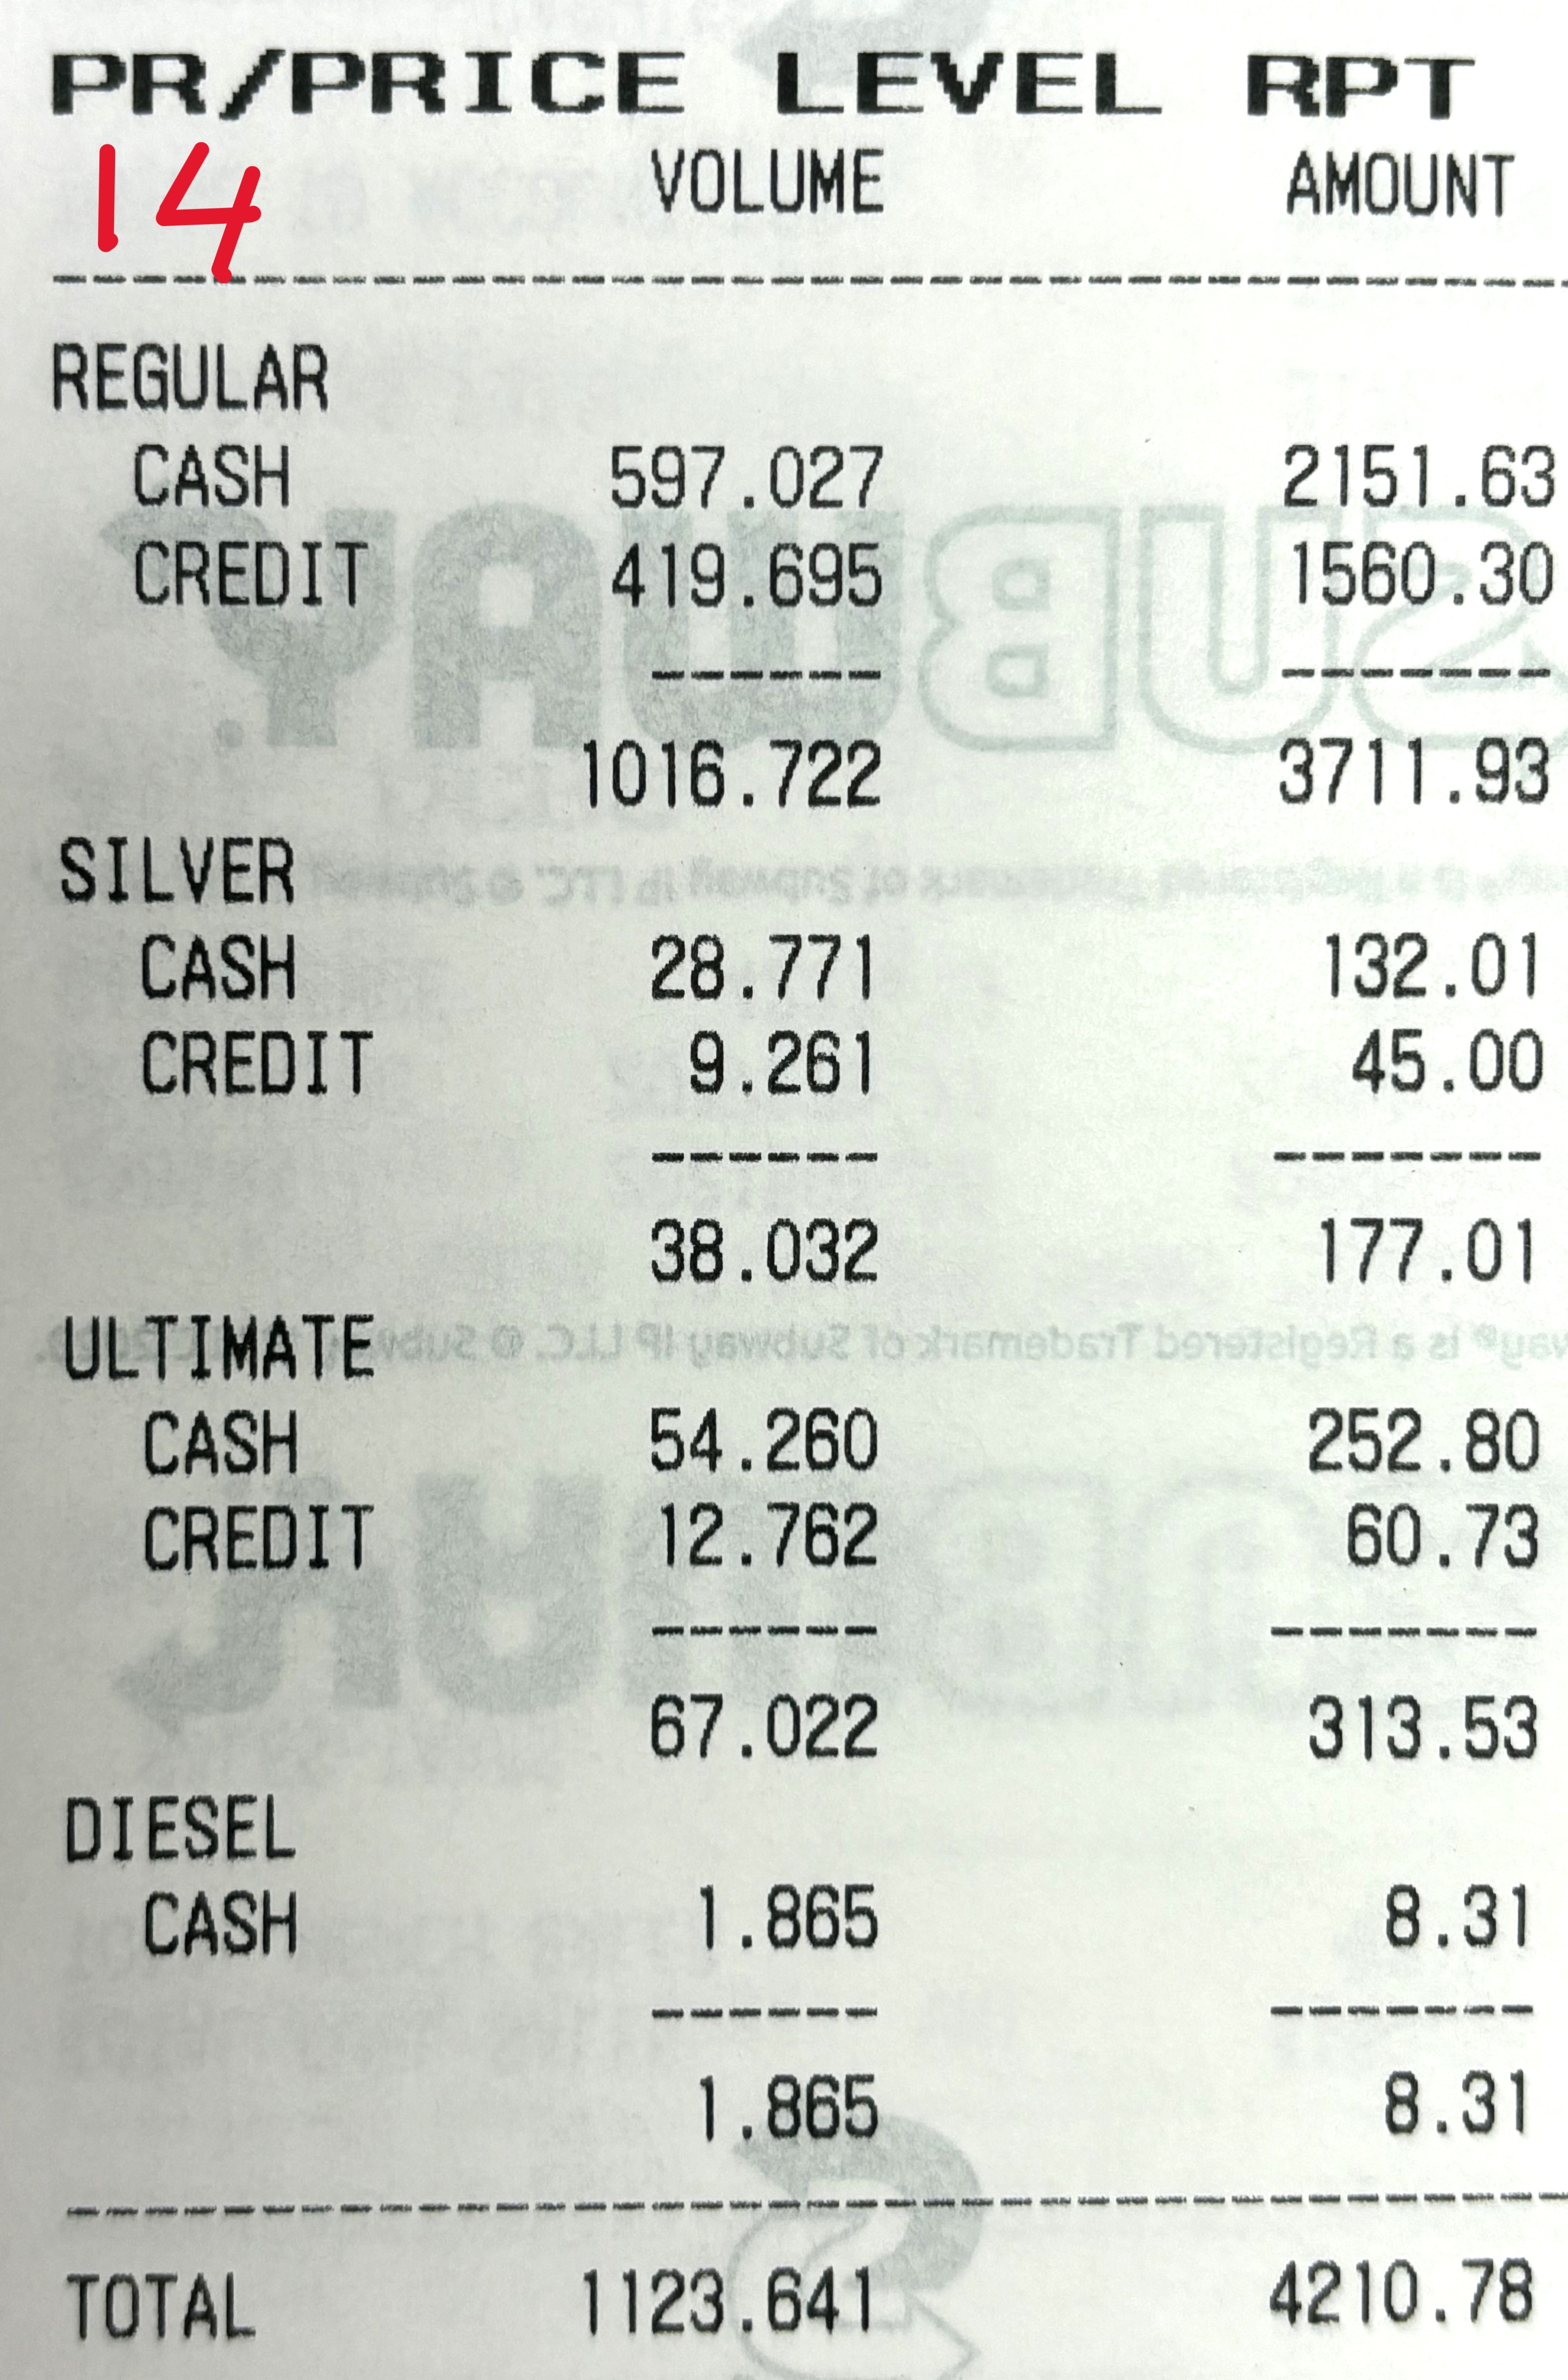 PR/PRICE LEVEL RPT
14 VOLUME AMOUNT
REGULAR
CASH 597.027 2151.63
CREDIT 419.695 1560.30
------ -------
1016.722 3711.93
SILVER
CASH 28.771 132.01
CREDIT 9.261 45.00
------ -------
38.032 177.01
ULTIMATE
CASH 54.260 252.80
CREDIT 12.762 60.73
------ -------
67.022 313.53
DIESEL
CASH 1.865 8.31
------ -------
1.865 8.31
TOTAL 1123.641 4210.78
SUBWAY
way® is a Registered Trademark of Subway IP LLC. ©